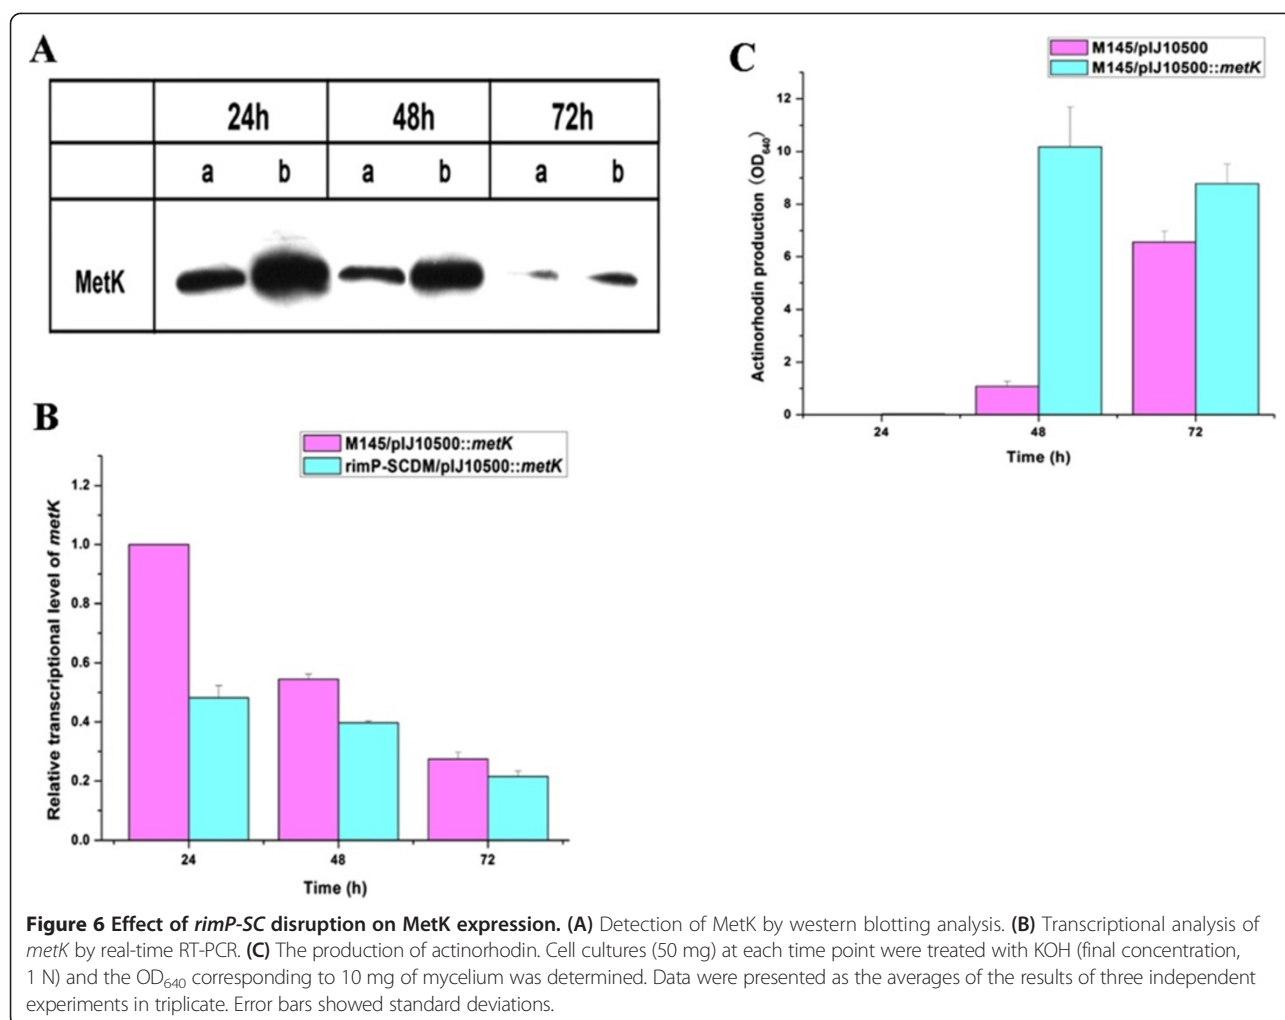 A
24h 48h 72h
a b a b a b
MetK
B
M145/pIJ10500::metK
rimP-SCDM/pIJ10500::metK
Relative transcriptional level of metK
1.2
1.0
0.8
0.6
0.4
0.2
0.0
24 48 72
Time (h)
C
M145/pIJ10500
M145/pIJ10500::metK
Actinorhodin production (OD640)
12
10
8
6
4
2
0
24 48 72
Time (h)
Figure 6 Effect of rimP-SC disruption on MetK expression. (A) Detection of MetK by western blotting analysis. (B) Transcriptional analysis of
metK by real-time RT-PCR. (C) The production of actinorhodin. Cell cultures (50 mg) at each time point were treated with KOH (final concentration,
1 N) and the OD640 corresponding to 10 mg of mycelium was determined. Data were presented as the averages of the results of three independent
experiments in triplicate. Error bars showed standard deviations.